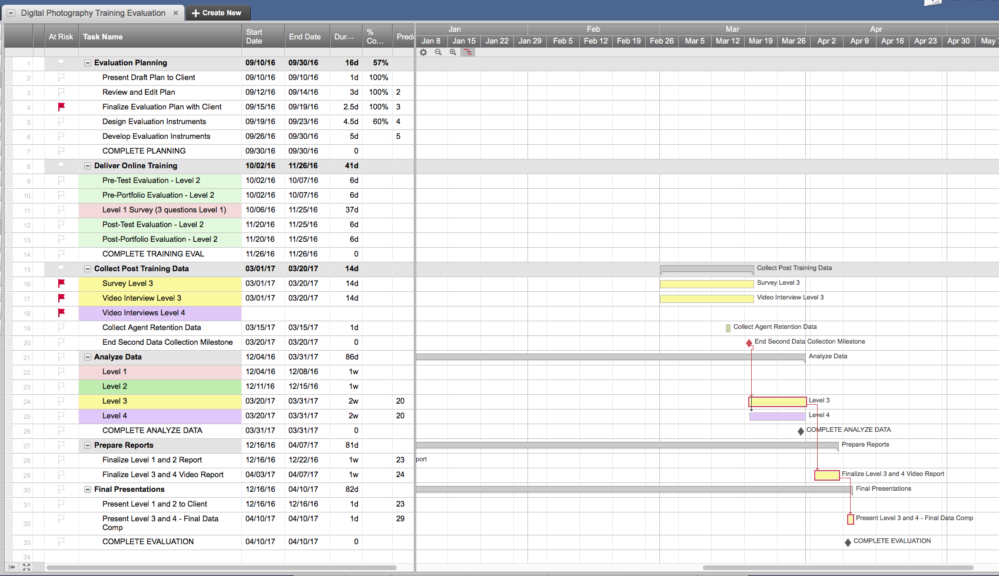 Digital Photography Training Evaluation × + Create New
At Risk Task Name Start Date End Date Dur... % Co... Pred
Jan Feb Mar Apr
Jan 8 Jan 15 Jan 22 Jan 29 Feb 5 Feb 12 Feb 19 Feb 26 Mar 5 Mar 12 Mar 19 Mar 26 Apr 2 Apr 9 Apr 16 Apr 23 Apr 30 May
1 Evaluation Planning 09/10/16 09/30/16 16d 57%
2 Present Draft Plan to Client 09/10/16 09/10/16 1d 100%
3 Review and Edit Plan 09/12/16 09/14/16 3d 100% 2
4 Finalize Evaluation Plan with Client 09/15/16 09/19/16 2.5d 100% 3
5 Design Evaluation Instruments 09/19/16 09/23/16 4.5d 60% 4
6 Develop Evaluation Instruments 09/26/16 09/30/16 5d 5
7 COMPLETE PLANNING 09/30/16 09/30/16 0
8 Deliver Online Training 10/02/16 11/26/16 41d
9 Pre-Test Evaluation - Level 2 10/02/16 10/07/16 6d
10 Pre-Portfolio Evaluation - Level 2 10/02/16 10/07/16 6d
11 Level 1 Survey (3 questions Level 1) 10/06/16 11/25/16 37d
12 Post-Test Evaluation - Level 2 11/20/16 11/25/16 6d
13 Post-Portfolio Evaluation - Level 2 11/20/16 11/25/16 6d
14 COMPLETE TRAINING EVAL 11/26/16 11/26/16 0
15 Collect Post Training Data 03/01/17 03/20/17 14d Collect Post Training Data
16 Survey Level 3 03/01/17 03/20/17 14d Survey Level 3
17 Video Interview Level 3 03/01/17 03/20/17 14d Video Interview Level 3
18 Video Interviews Level 4
19 Collect Agent Retention Data 03/15/17 03/15/17 1d Collect Agent Retention Data
20 End Second Data Collection Milestone 03/20/17 03/20/17 0 End Second Data Collection Milestone
21 Analyze Data 12/04/16 03/31/17 86d Analyze Data
22 Level 1 12/04/16 12/08/16 1w
23 Level 2 12/11/16 12/15/16 1w
24 Level 3 03/20/17 03/31/17 2w 20 Level 3
25 Level 4 03/20/17 03/31/17 2w 20 Level 4
26 COMPLETE ANALYZE DATA 03/31/17 03/31/17 0 COMPLETE ANALYZE DATA
27 Prepare Reports 12/16/16 04/07/17 81d Prepare Reports
28 Finalize Level 1 and 2 Report 12/16/16 12/22/16 1w 23 port
29 Finalize Level 3 and 4 Video Report 04/03/17 04/07/17 1w 24 Finalize Level 3 and 4 Video Report
30 Final Presentations 12/16/16 04/10/17 82d Final Presentations
31 Present Level 1 and 2 to Client 12/16/16 12/16/16 1d 23
32 Present Level 3 and 4 - Final Data Comp 04/10/17 04/10/17 1d 29 Present Level 3 and 4 - Final Data Comp
33 COMPLETE EVALUATION 04/10/17 04/10/17 0 COMPLETE EVALUATION
34